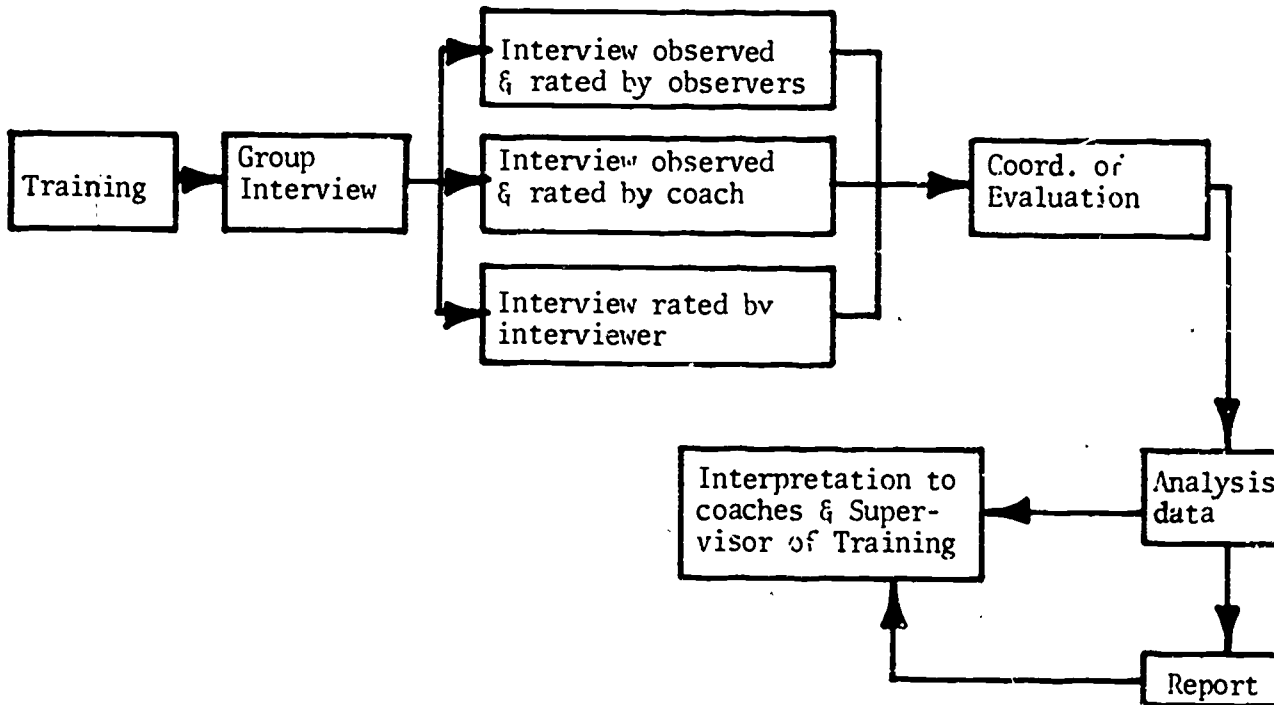 Interview observed
& rated by observers
Training
Group
Interview
Interview observed
& rated by coach
Coord. of
Evaluation
Interview rated by
interviewer
Interpretation to
coaches & Super-
visor of Training
Analysis
data
Report